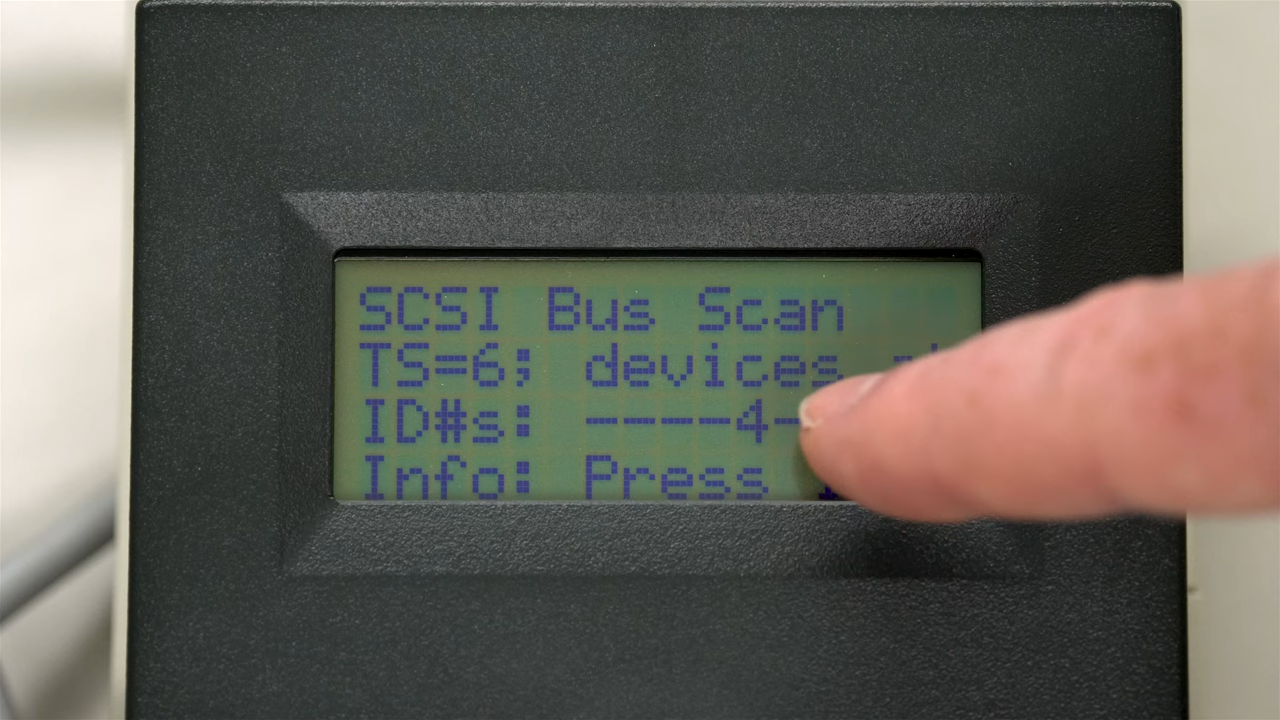 SCSI Bus Scan
TS=6; devices
ID#s: ----4-
Info: Press